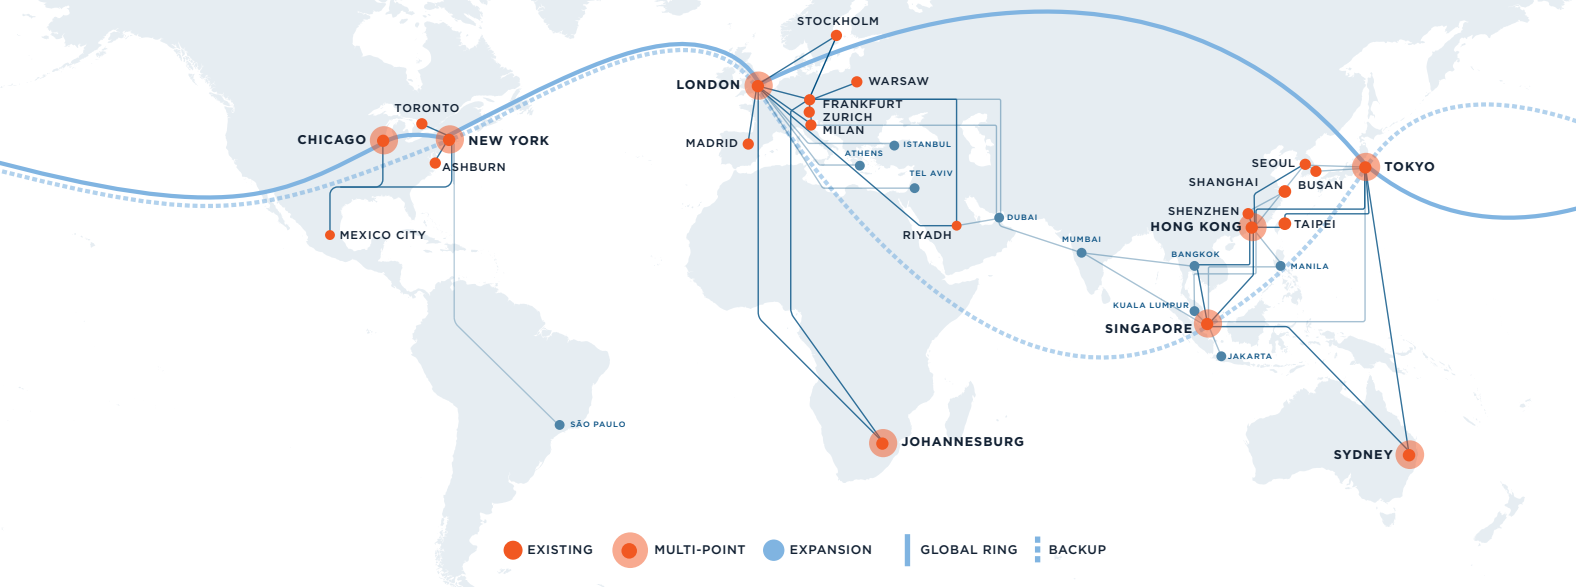 STOCKHOLM
LONDON
WARSAW
FRANKFURT
ZURICH
MILAN
TORONTO
CHICAGO
NEW YORK
MADRID
ISTANBUL
ATHENS
ASHBURN
TEL AVIV
SEOUL
TOKYO
SHANGHAI
BUSAN
SHENZHEN
HONG KONG
TAIPEI
DUBAI
MEXICO CITY
RIYADH
MUMBAI
BANGKOK
MANILA
KUALA LUMPUR
SINGAPORE
JAKARTA
SÃO PAULO
JOHANNESBURG
SYDNEY
EXISTING
MULTI-POINT
EXPANSION
GLOBAL RING
BACKUP